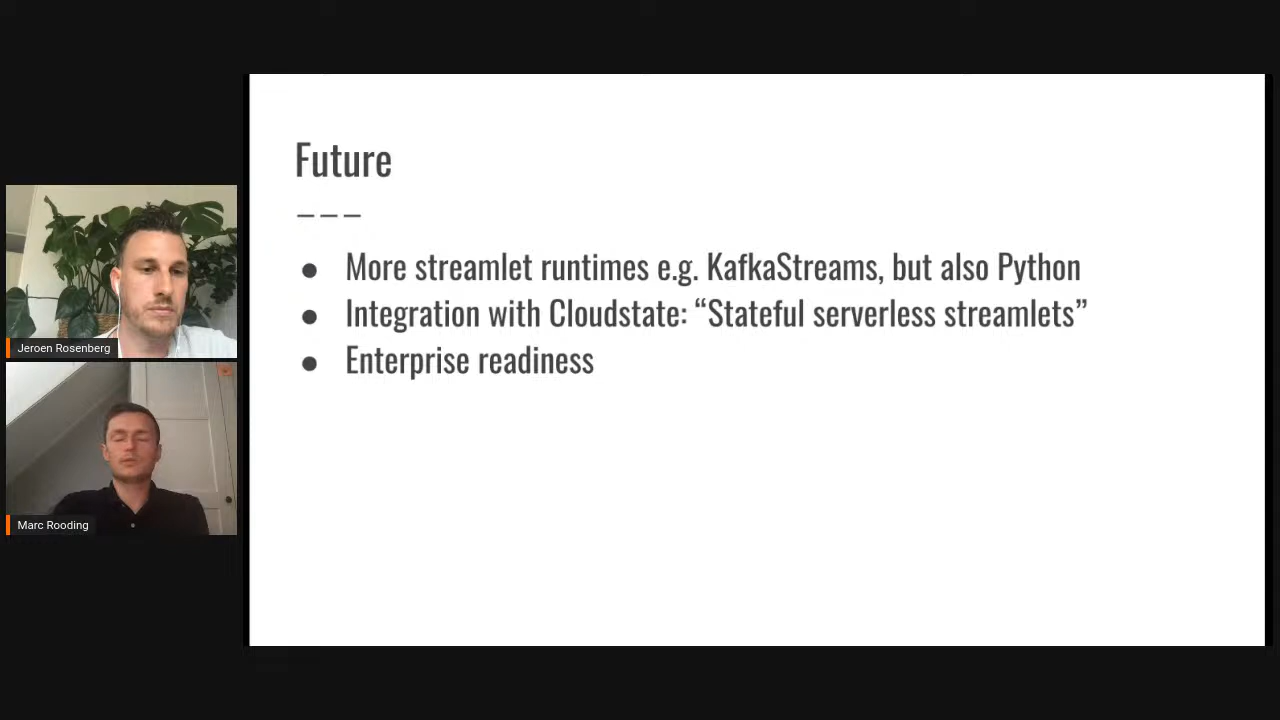 Future
● More streamlet runtimes e.g. KafkaStreams, but also Python
● Integration with Cloudstate: “Stateful serverless streamlets”
● Enterprise readiness
Jeroen Rosenberg
Marc Rooding